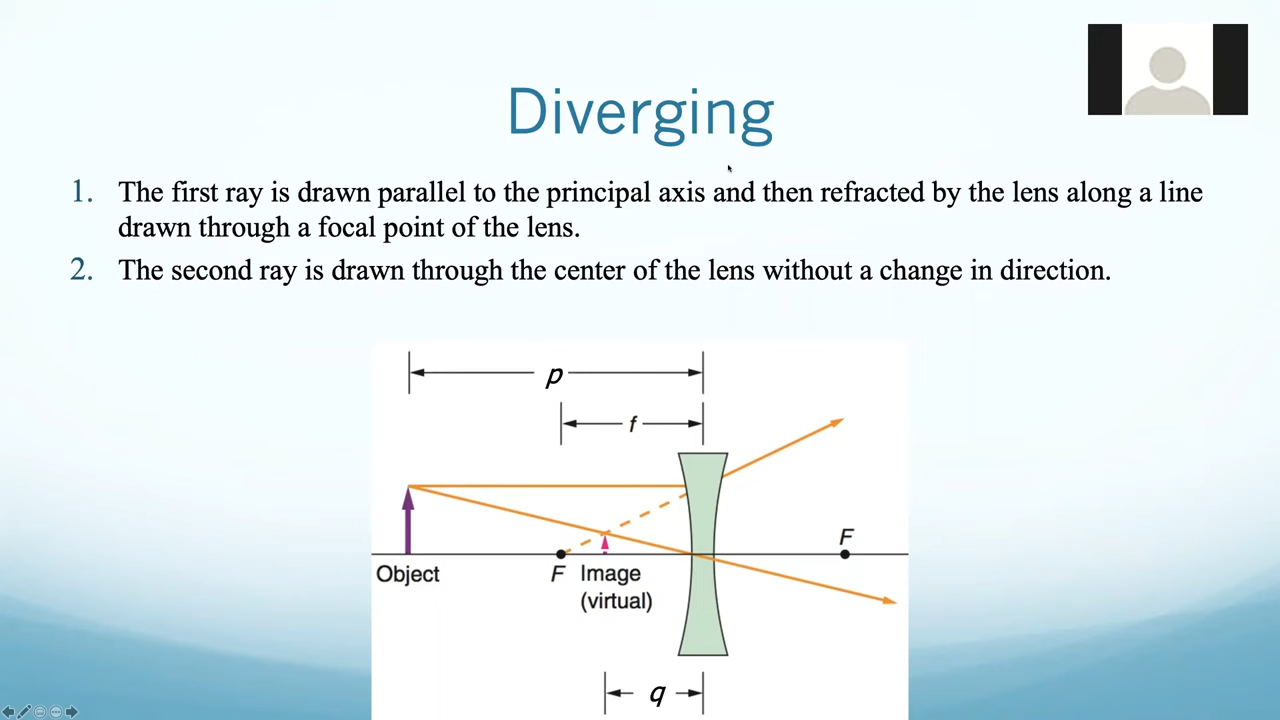 Diverging
1. The first ray is drawn parallel to the principal axis and then refracted by the lens along a line
drawn through a focal point of the lens.
2. The second ray is drawn through the center of the lens without a change in direction.
p
f
F
Object
F Image
(virtual)
q